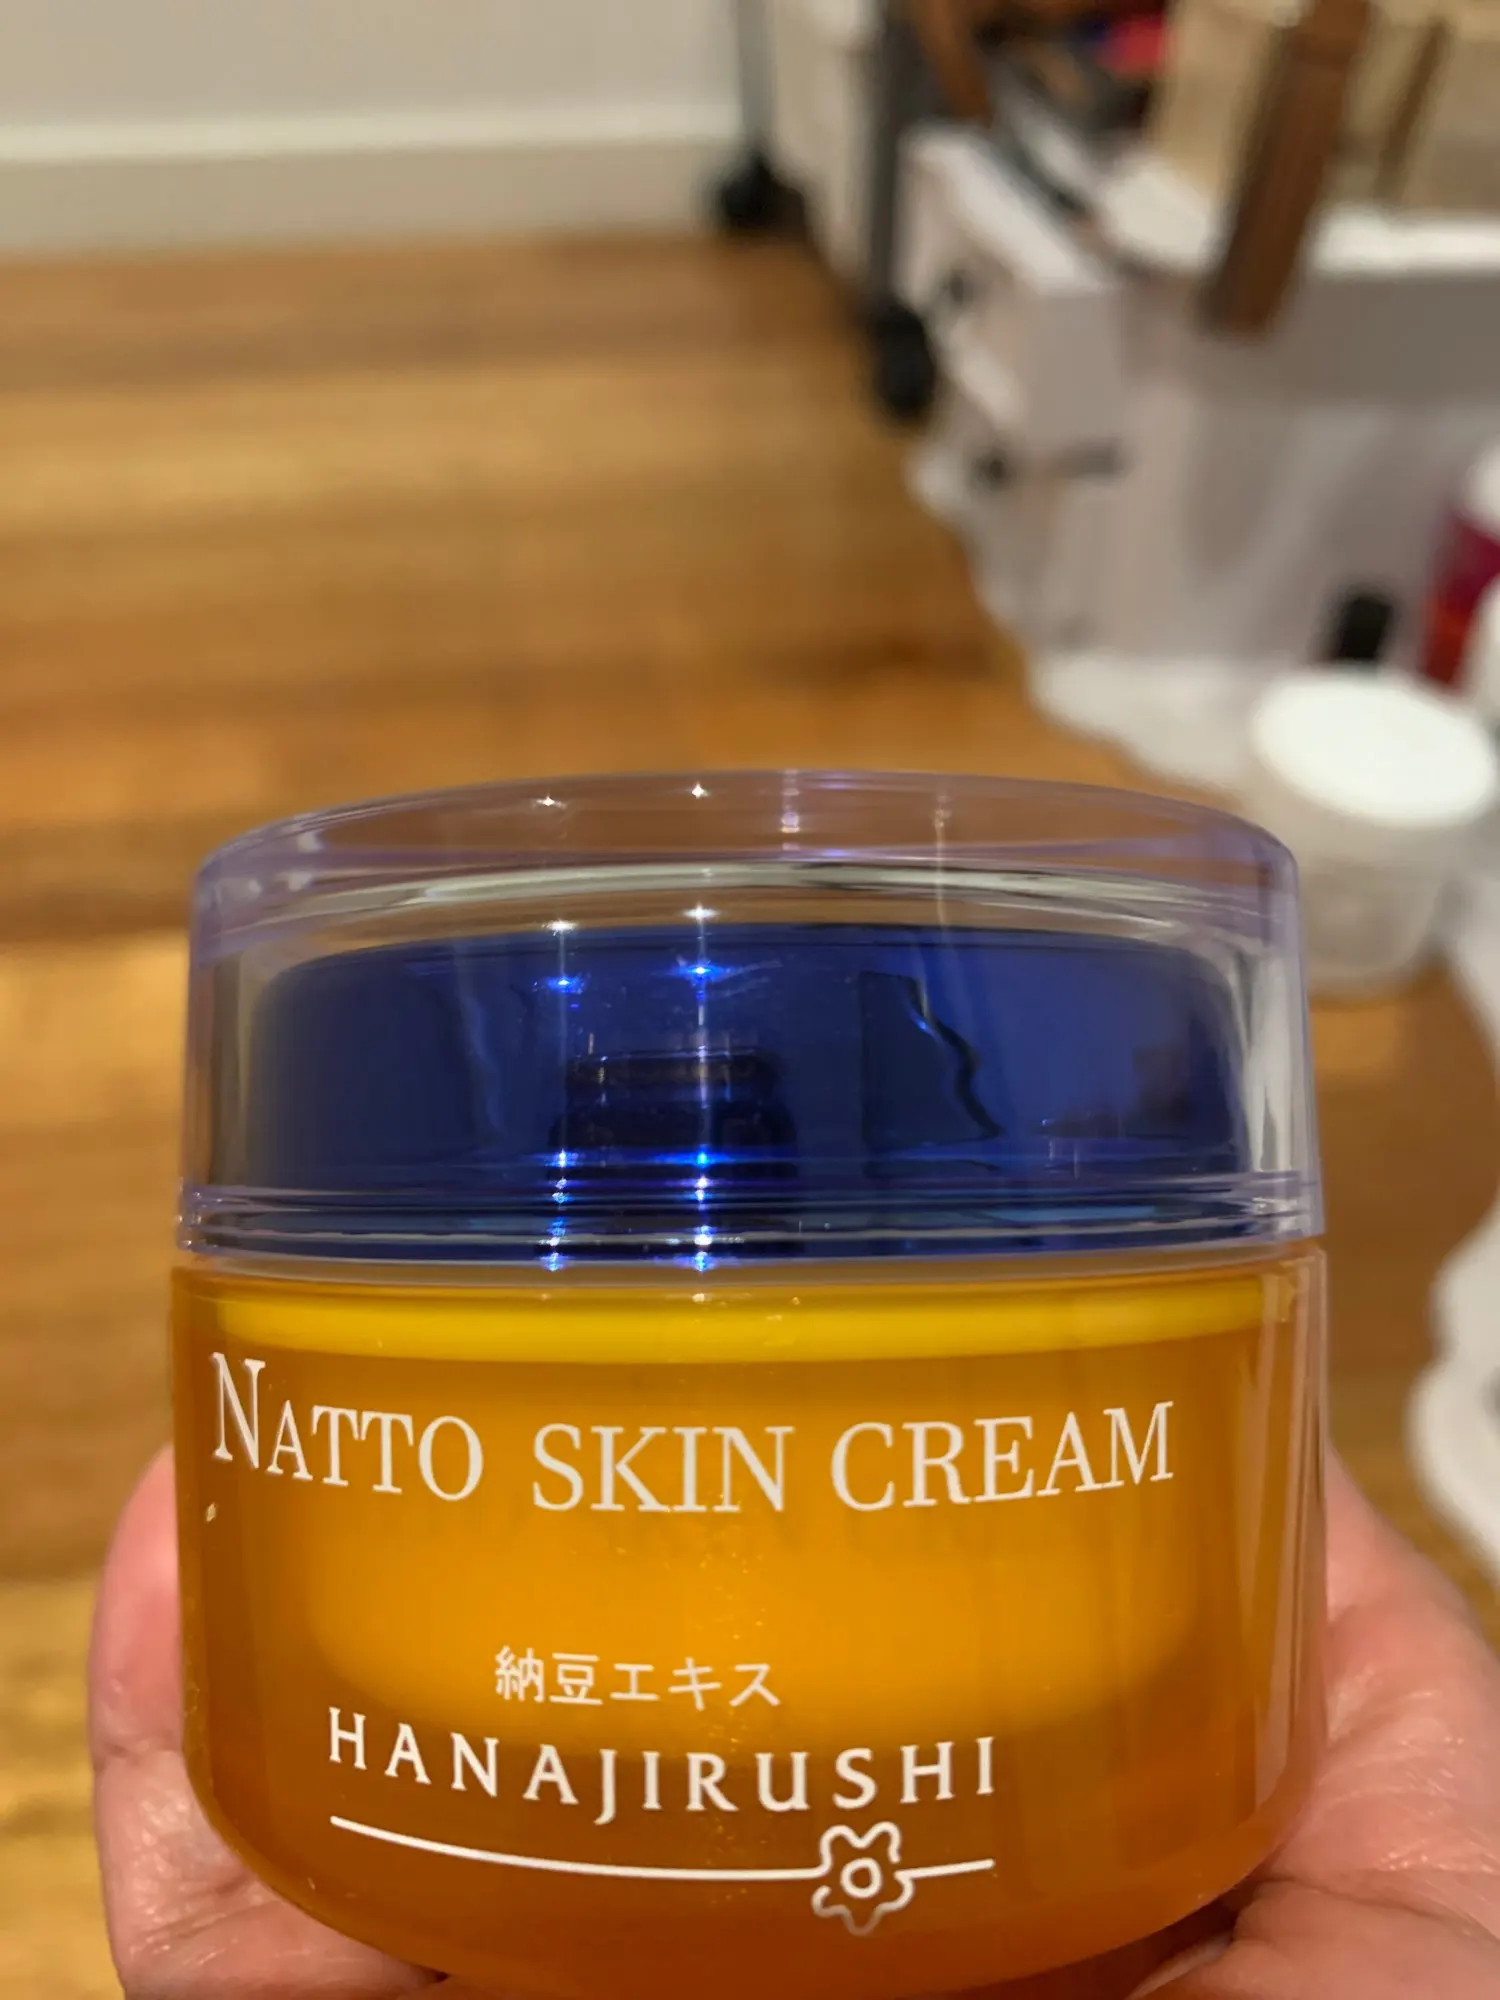 NATTO SKIN CREAM
納豆エキス
HANAJIRUSHI